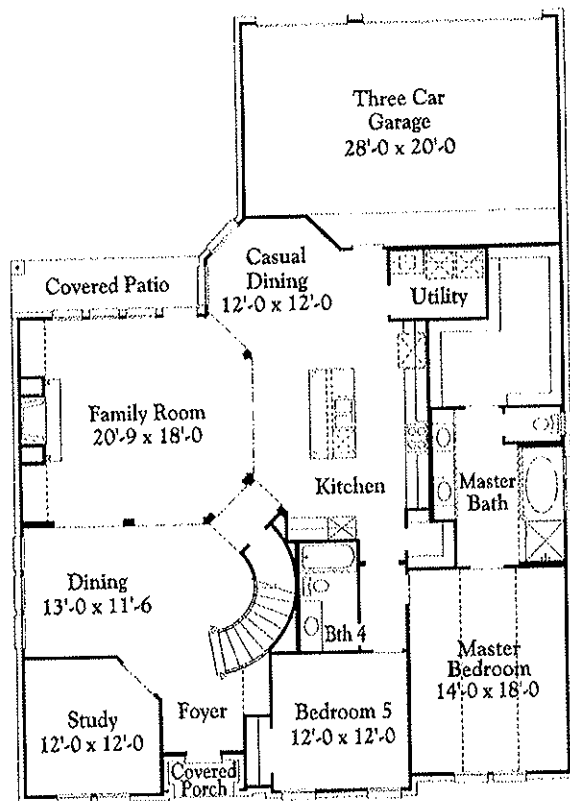 Three Car
Garage
28'-0 x 20'-0
Casual
Dining
12'-0 x 12'-0
Covered Patio
Utility
Family Room
20'-9 x 18'-0
Kitchen
Master
Bath
Dining
13'-0 x 11'-6
Bth 4
Master
Bedroom
14'-0 x 18'-0
Study
12'-0 x 12'-0
Foyer
Bedroom 5
12'-0 x 12'-0
Covered
Porch